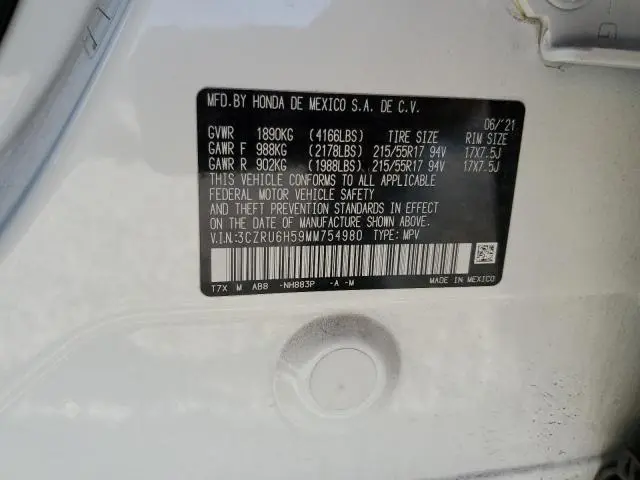 MFD.BY HONDA DE MEXICO S.A. DE C.V.
06/'21
GVWR 1890KG (4166LBS) TIRE SIZE RIM SIZE
GAWR F 988KG (2178LBS) 215/55R17 94V 17X7.5J
GAWR R 902KG (1988LBS) 215/55R17 94V 17X7.5J
THIS VEHICLE CONFORMS TO ALL APPLICABLE
FEDERAL MOTOR VEHICLE SAFETY
AND THEFT PREVENTION STANDARDS IN EFFECT
ON THE DATE OF MANUFACTURE SHOWN ABOVE.
V.I.N:3CZRU6H59MM754980 TYPE: MPV
T7X M AB8 -NH883P -A -M
MADE IN MEXICO